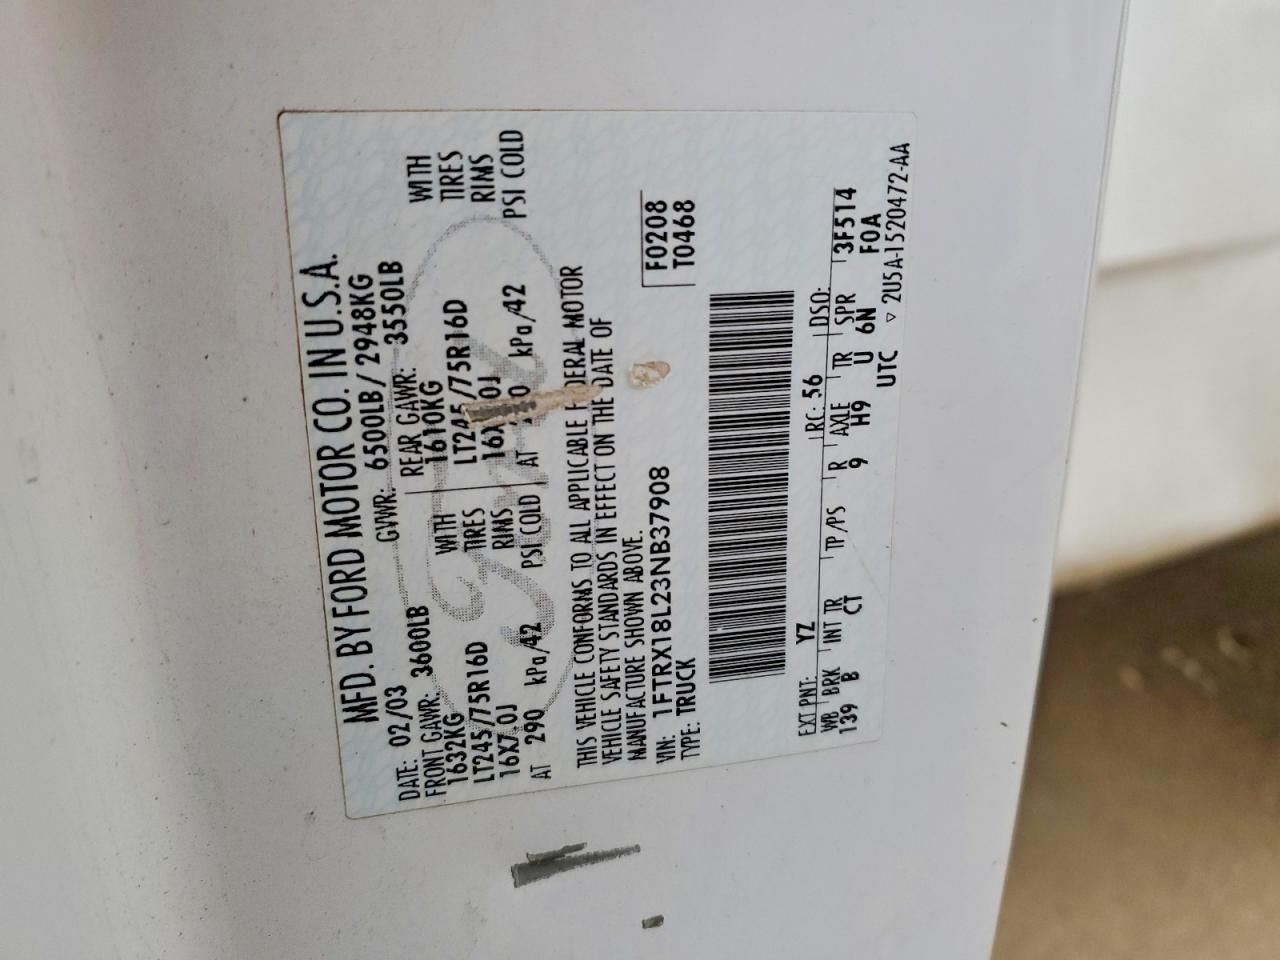 MFD. BY FORD MOTOR CO. IN U.S.A.
DATE: 02/03 GVWR: 6500LB / 2948KG
FRONT GAWR: 3600LB REAR GAWR: 3550LB
1632KG WITH 1610KG WITH
LT245/75R16D TIRES LT245/75R16D TIRES
16X7.0J RIMS RIMS
AT 290 kPa/42 PSI COLD AT kPa/42 PSI COLD
THIS VEHICLE CONFORMS TO ALL APPLICABLE FEDERAL MOTOR
VEHICLE SAFETY STANDARDS IN EFFECT ON THE DATE OF
MANUFACTURE SHOWN ABOVE.
VIN: 1FTRX18L23NB37908 F0208
TYPE: TRUCK T0468
EXT PNT: YZ RC: 56 DSO:
WB BRK INT TR TP/PS R AXLE TR SPR 3F514
139 B CT 9 H9 U 6N F0A
UTC ▽ 2U5A-1520472-AA